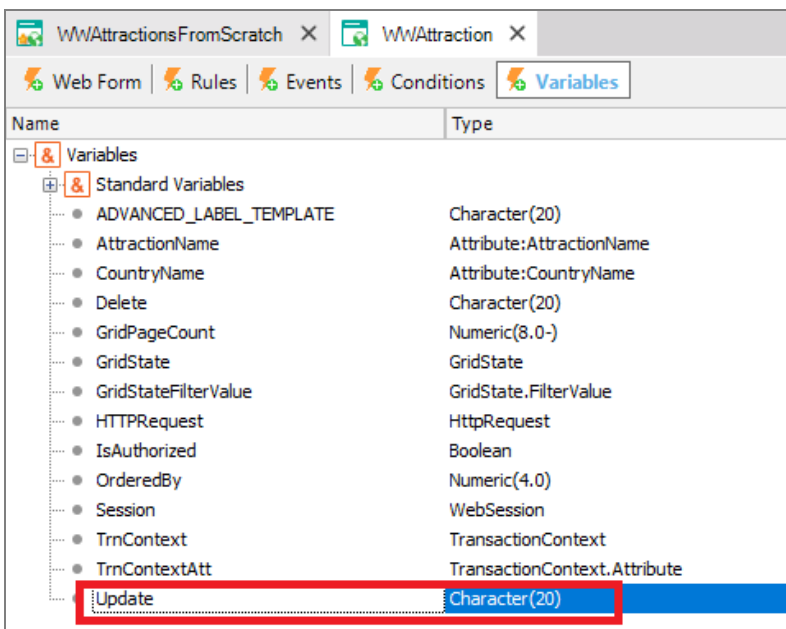 WWAttractionsFromScratch WWAttraction
Web Form Rules Events Conditions Variables
Name Type
& Variables
& Standard Variables
ADVANCED_LABEL_TEMPLATE Character(20)
AttractionName Attribute:AttractionName
CountryName Attribute:CountryName
Delete Character(20)
GridPageCount Numeric(8.0-)
GridState GridState
GridStateFilterValue GridState.FilterValue
HTTPRequest HttpRequest
IsAuthorized Boolean
OrderedBy Numeric(4.0)
Session WebSession
TrnContext TransactionContext
TrnContextAtt TransactionContext.Attribute
Update Character(20)